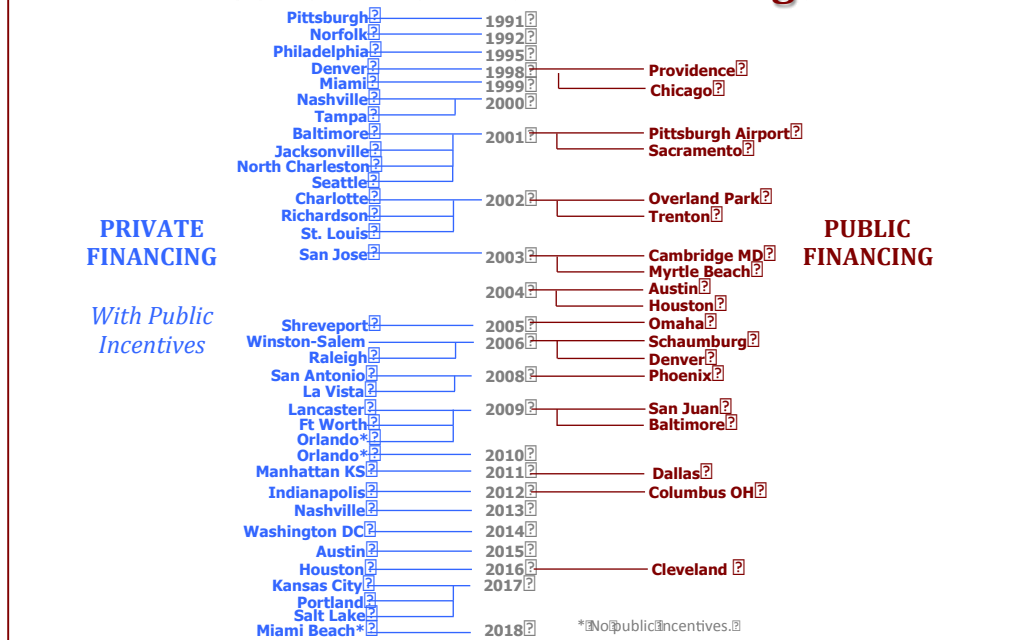 Pittsburgh 1991
Norfolk 1992
Philadelphia 1995
Denver 1998 Providence
Miami 1999 Chicago
Nashville 2000
Tampa
Baltimore 2001 Pittsburgh Airport
Jacksonville Sacramento
North Charleston
Seattle
Charlotte 2002 Overland Park
Richardson Trenton
St. Louis
PRIVATE
FINANCING
PUBLIC
FINANCING
San Jose 2003 Cambridge MD
Myrtle Beach
2004 Austin
Houston
With Public
Incentives
Shreveport 2005 Omaha
Winston-Salem 2006 Schaumburg
Raleigh Denver
San Antonio 2008 Phoenix
La Vista
Lancaster 2009 San Juan
Ft Worth Baltimore
Orlando*
Orlando* 2010
Manhattan KS 2011 Dallas
Indianapolis 2012 Columbus OH
Nashville 2013
Washington DC 2014
Austin 2015
Houston 2016 Cleveland
Kansas City 2017
Portland
Salt Lake
Miami Beach* 2018
* No public incentives.